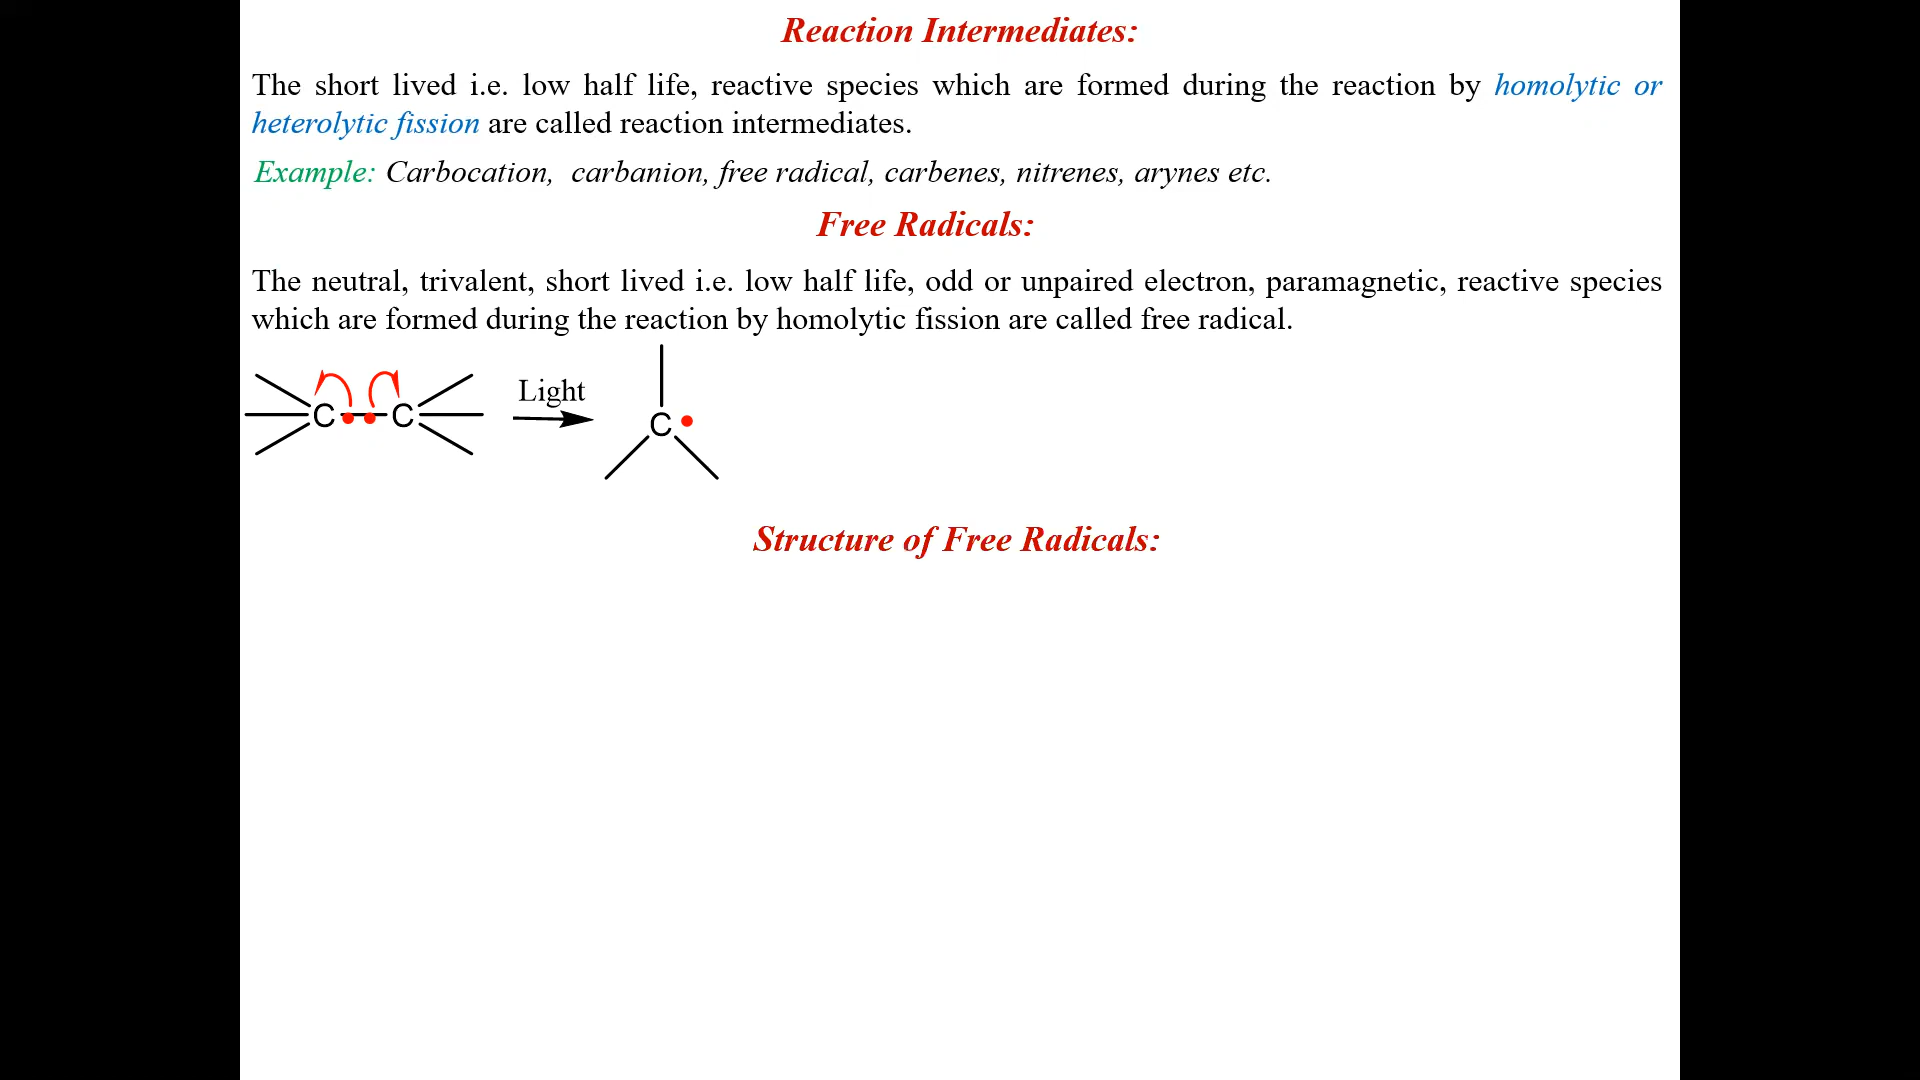 Reaction Intermediates:
The short lived i.e. low half life, reactive species which are formed during the reaction by homolytic or
heterolytic fission are called reaction intermediates.
Example: Carbocation, carbanion, free radical, carbenes, nitrenes, arynes etc.
Free Radicals:
The neutral, trivalent, short lived i.e. low half life, odd or unpaired electron, paramagnetic, reactive species
which are formed during the reaction by homolytic fission are called free radical.
Light
C C C
Structure of Free Radicals: